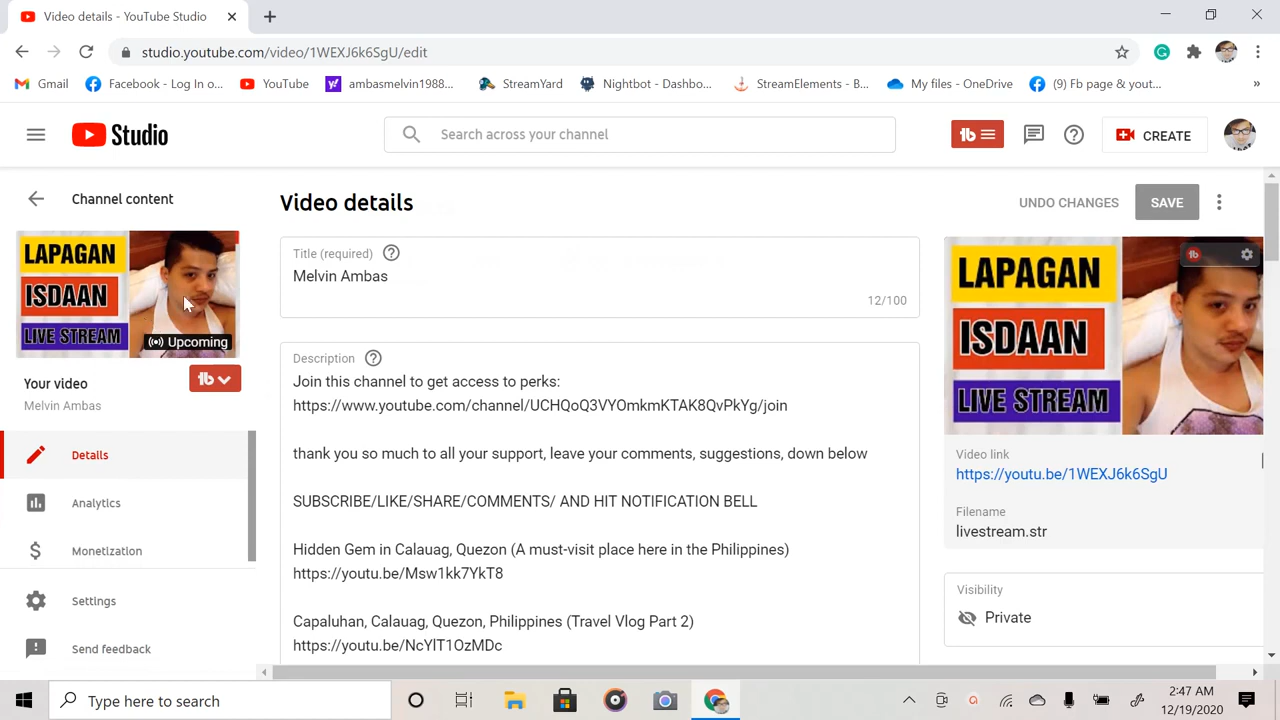 Video details - YouTube Studio
studio.youtube.com/video/1WEXJ6k6SgU/edit
Gmail
Facebook - Log In o...
YouTube
ambasmelvin1988...
StreamYard
Nightbot - Dashbo...
StreamElements - B...
My files - OneDrive
(9) Fb page & yout...
»
Studio
Search across your channel
tb
CREATE
Channel content
Video details
UNDO CHANGES
SAVE
LAPAGAN
ISDAAN
LIVE STREAM
Upcoming
Title (required)
Melvin Ambas
12/100
LAPAGAN
ISDAAN
LIVE STREAM
tb
Your video
Melvin Ambas
tb
Description
Join this channel to get access to perks:
https://www.youtube.com/channel/UCHQoQ3VYOmkmKTAK8QvPkYg/join
thank you so much to all your support, leave your comments, suggestions, down below
SUBSCRIBE/LIKE/SHARE/COMMENTS/ AND HIT NOTIFICATION BELL
Hidden Gem in Calauag, Quezon (A must-visit place here in the Philippines)
https://youtu.be/Msw1kk7YkT8
Capaluhan, Calauag, Quezon, Philippines (Travel Vlog Part 2)
https://youtu.be/NcYlT1OzMDc
Video link
https://youtu.be/1WEXJ6k6SgU
Filename
livestream.str
Visibility
Private
Details
Analytics
Monetization
Settings
Send feedback
Type here to search
2:47 AM
12/19/2020